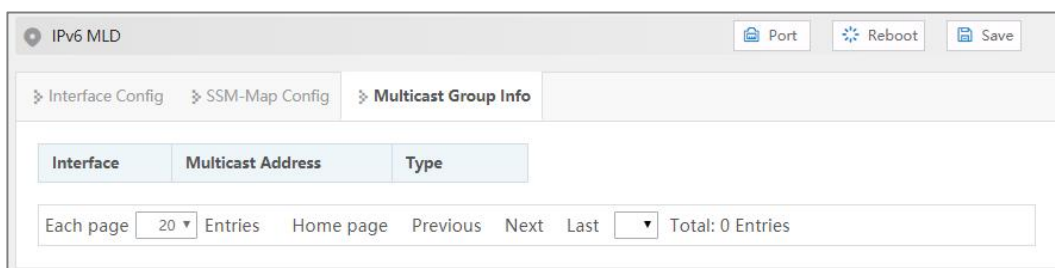 IPv6 MLD Port Reboot Save
Interface Config SSM-Map Config Multicast Group Info
Interface Multicast Address Type
Each page 20 Entries Home page Previous Next Last Total: 0 Entries